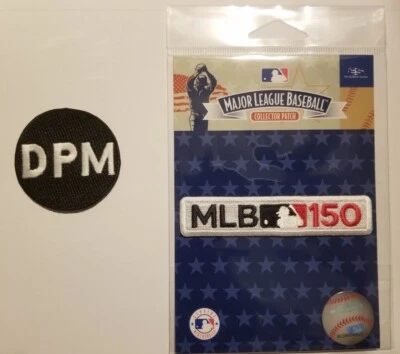 DPM
MAJOR LEAGUE BASEBALL
COLLECTOR PATCH
MLB 150